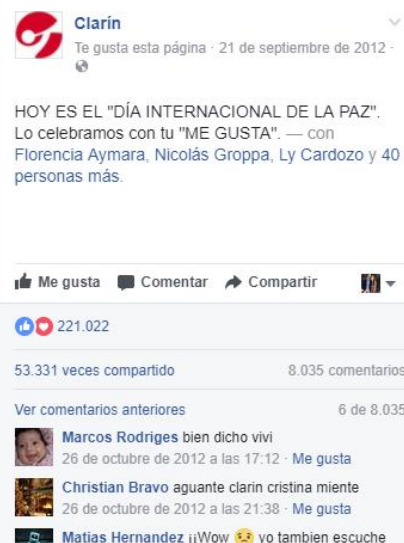 Clarín
Te gusta esta página · 21 de septiembre de 2012 ·
HOY ES EL "DÍA INTERNACIONAL DE LA PAZ".
Lo celebramos con tu "ME GUSTA". — con
Florencia Aymara, Nicolás Groppa, Ly Cardozo y 40
personas más.
Me gusta Comentar Compartir
221.022
53.331 veces compartido 8.035 comentarios
Ver comentarios anteriores 6 de 8.035
Marcos Rodriges bien dicho vivi
26 de octubre de 2012 a las 17:12 · Me gusta
Christian Bravo aguante clarin cristina miente
26 de octubre de 2012 a las 21:38 · Me gusta
Matias Hernandez ¡¡Wow 😢 yo tambien escuche